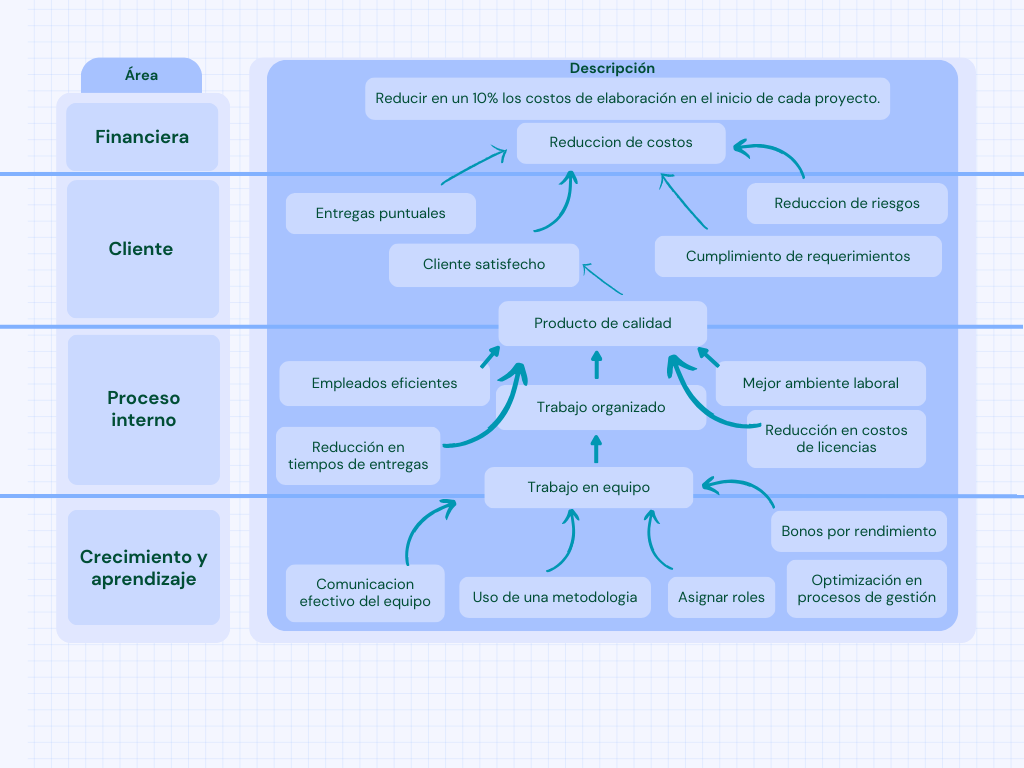 Área
Descripción
Financiera
Reducir en un 10% los costos de elaboración en el inicio de cada proyecto.
Reduccion de costos
Cliente
Entregas puntuales
Reduccion de riesgos
Cliente satisfecho
Cumplimiento de requerimientos
Producto de calidad
Proceso
interno
Empleados eficientes
Mejor ambiente laboral
Trabajo organizado
Reducción en
tiempos de entregas
Reducción en costos
de licencias
Trabajo en equipo
Crecimiento y
aprendizaje
Bonos por rendimiento
Comunicacion
efectivo del equipo
Uso de una metodologia
Asignar roles
Optimización en
procesos de gestión